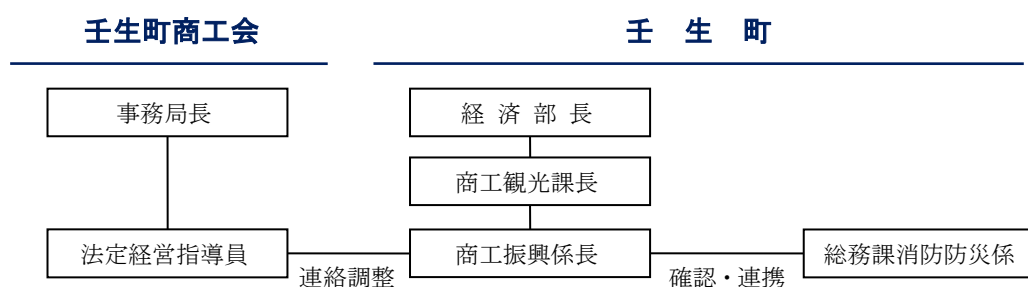 壬生町商工会
壬 生 町
事務局長
経 済 部 長
商工観光課長
法定経営指導員
連絡調整
商工振興係長
確認・連携
総務課消防防災係